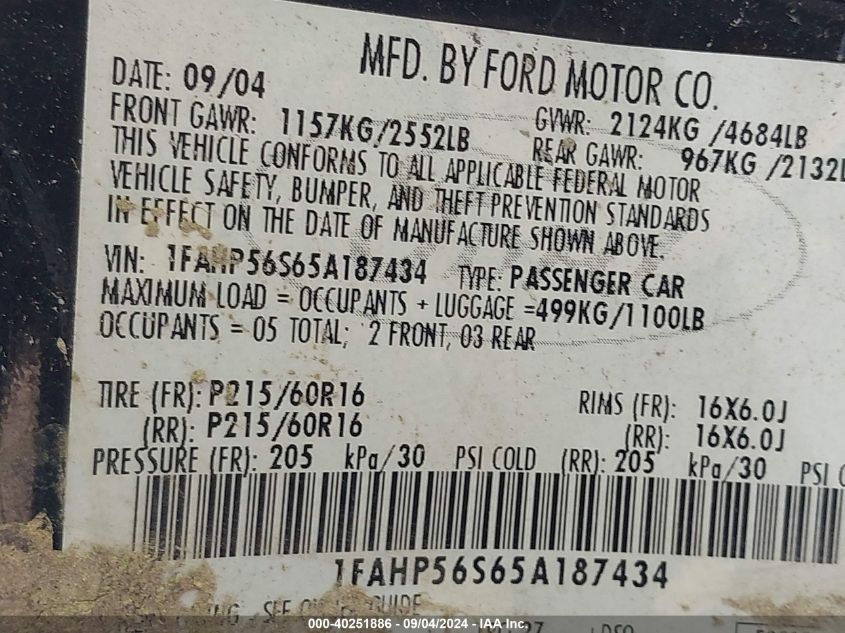 MFD. BY FORD MOTOR CO.
DATE: 09/04
FRONT GAWR: 1157KG/2552LB GVWR: 2124KG /4684LB
REAR GAWR: 967KG /2132L
THIS VEHICLE CONFORMS TO ALL APPLICABLE FEDERAL MOTOR
VEHICLE SAFETY, BUMPER, AND THEFT PREVENTION STANDARDS
IN EFFECT ON THE DATE OF MANUFACTURE SHOWN ABOVE.
VIN: 1FAHP56S65A187434 TYPE: PASSENGER CAR
MAXIMUM LOAD = OCCUPANTS + LUGGAGE =499KG/1100LB
OCCUPANTS = 05 TOTAL; 2 FRONT, 03 REAR
TIRE (FR): P215/60R16 RIMS (FR): 16X6.0J
(RR): P215/60R16 (RR): 16X6.0J
PRESSURE (FR): 205 kPa/30 PSI COLD (RR): 205 kPa/30 PSI
1FAHP56S65A187434
GUIDE
000-40251886 - 09/04/2024 - IAA Inc.